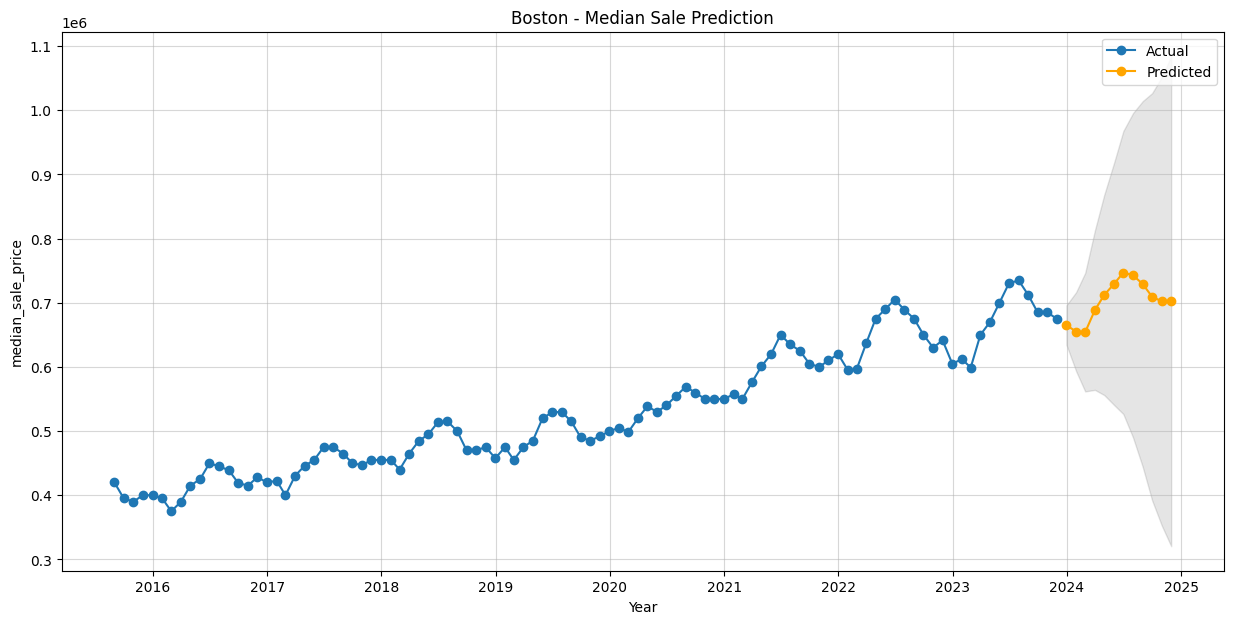 Boston - Median Sale Prediction
1e6
1.1
1.0
0.9
0.8
0.7
0.6
0.5
0.4
0.3
median_sale_price
Actual
Predicted
2016 2017 2018 2019 2020 2021 2022 2023 2024 2025
Year